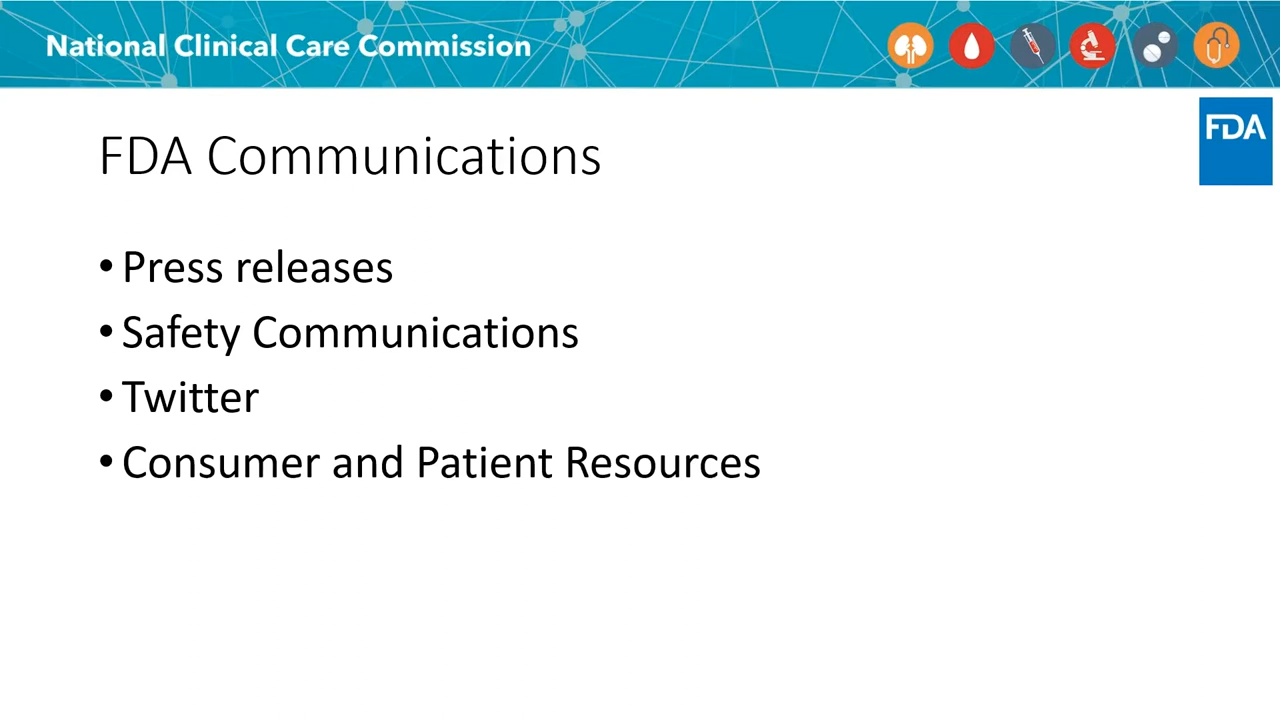 National Clinical Care Commission
FDA
FDA Communications
• Press releases
• Safety Communications
• Twitter
• Consumer and Patient Resources